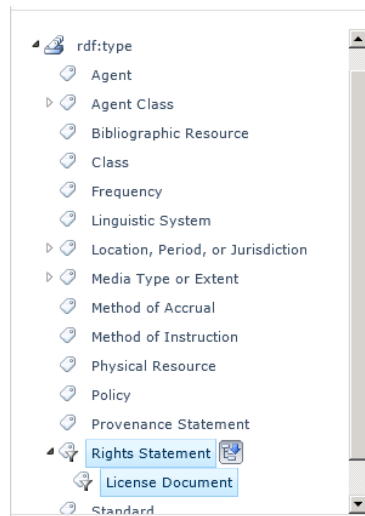 rdf:type
Agent
Agent Class
Bibliographic Resource
Class
Frequency
Linguistic System
Location, Period, or Jurisdiction
Media Type or Extent
Method of Accrual
Method of Instruction
Physical Resource
Policy
Provenance Statement
Rights Statement
License Document
Standard